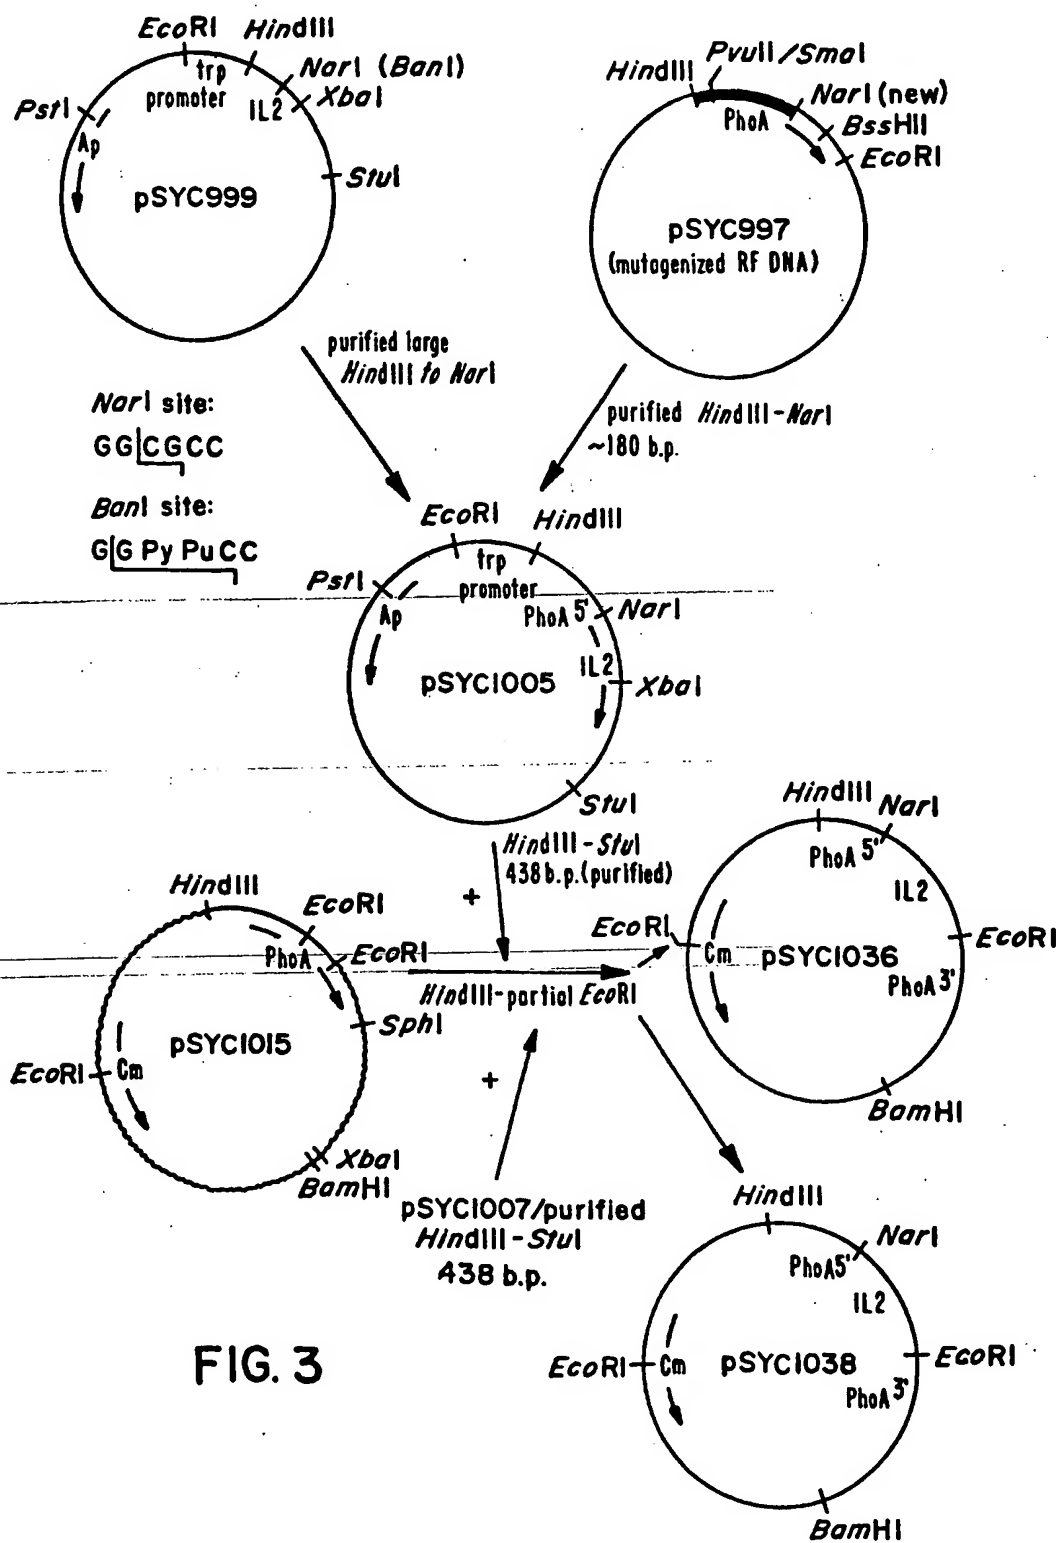 EcoRI
HindIII
trp
promoter
NarI (BanI)
IL2
XbaI
PstI
Ap
StuI
pSYC999
HindIII
PvuII/SmaI
PhoA
NarI (new)
BssHII
EcoRI
pSYC997
(mutagenized RF DNA)
purified large
HindIII to NarI
purified HindIII-NarI
~180 b.p.
NarI site:
GGCGCC
BanI site:
GG Py Pu CC
EcoRI
HindIII
trp
promoter
PstI
Ap
PhoA 5'
NarI
IL2
XbaI
pSYC1005
StuI
HindIII-StuI
438 b.p. (purified)
+
HindIII
EcoRI
EcoRI
PhoA
SphI
pSYC1015
EcoRI
Cm
XbaI
BamHI
HindIII-partial EcoRI
+
pSYC1007/purified
HindIII-StuI
438 b.p.
HindIII
NarI
PhoA 5'
IL2
EcoRI
Cm
pSYC1036
EcoRI
PhoA 3'
BamHI
HindIII
NarI
PhoA 5'
IL2
EcoRI
Cm
pSYC1038
EcoRI
PhoA 3'
BamHI
FIG. 3